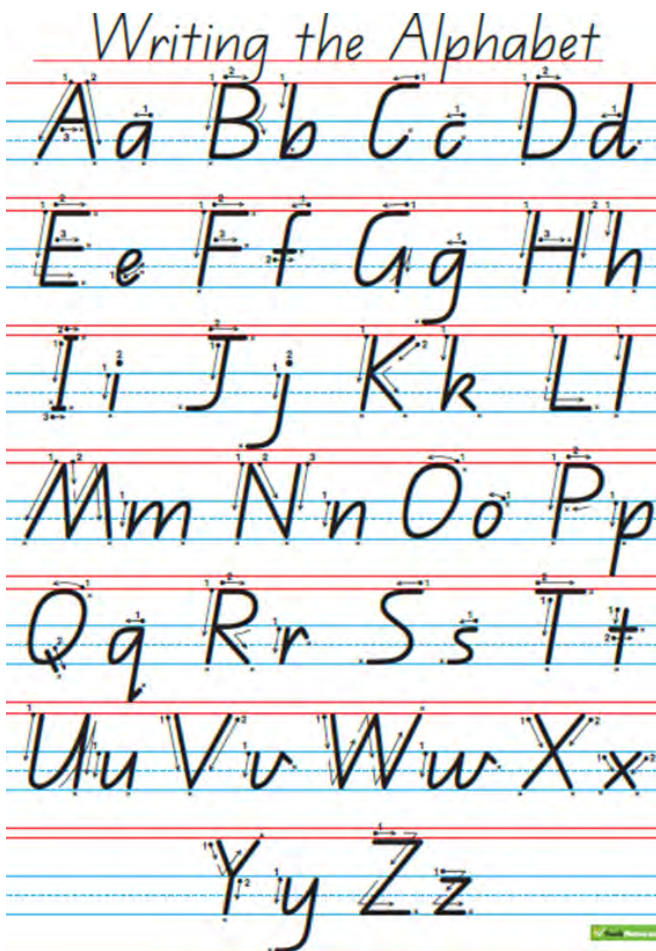 Writing the Alphabet
Aa Bb Cc Dd
Ee Ff Gg Hh
Ii Jj Kk Ll
Mm Nn Oo Pp
Qq Rr Ss Tt
Uu Vv Ww Xx
Yy Zz